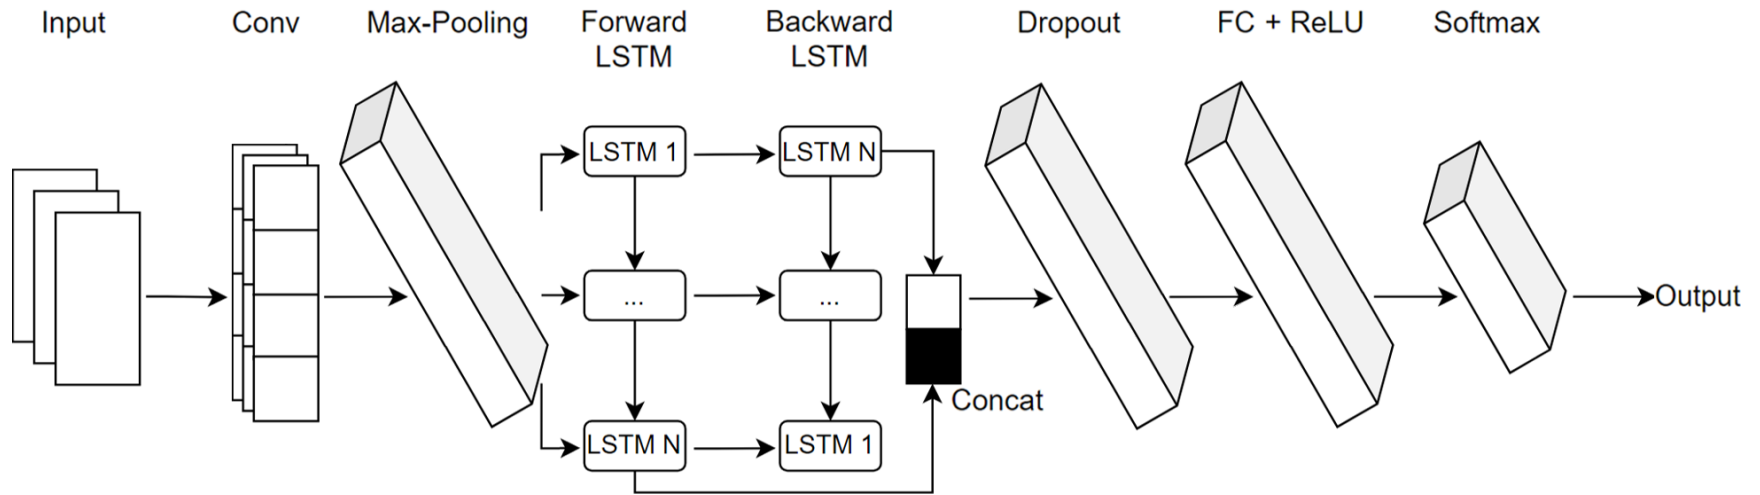 Input
Conv
Max-Pooling
Forward
LSTM
Backward
LSTM
Dropout
FC + ReLU
Softmax
LSTM 1
LSTM N
...
...
Output
Concat
LSTM N
LSTM 1